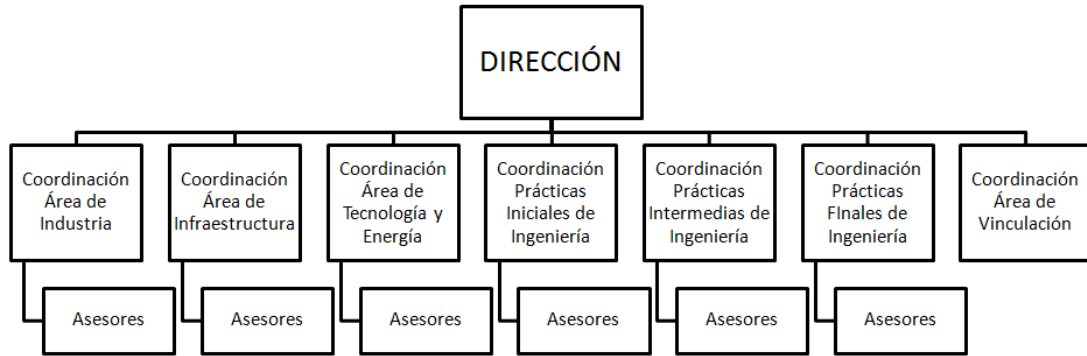 DIRECCIÓN
Coordinación
Área de
Industria
Coordinación
Área de
Infraestructura
Coordinación
Área de
Tecnología y
Energía
Coordinación
Prácticas
Iniciales de
Ingeniería
Coordinación
Prácticas
Intermedias de
Ingeniería
Coordinación
Prácticas
FInales de
Ingeniería
Coordinación
Área de
Vinculación
Asesores
Asesores
Asesores
Asesores
Asesores
Asesores